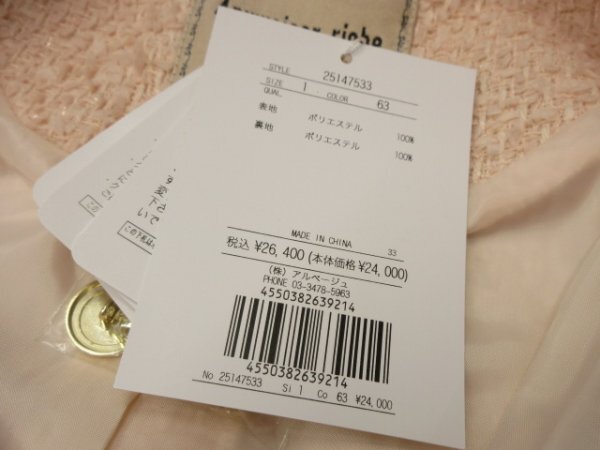 riche
STYLE 25147533
SIZE 1 COLOR 63
QUAL
表地 ポリエステル 100%
裏地 ポリエステル 100%
MADE IN CHINA 33
税込 ¥26,400(本体価格¥24,000)
(株) アルページュ
PHONE 03-3478-5963
4550382639214
4550382639214
No 25147533 Si 1 Co 63 ¥24,000